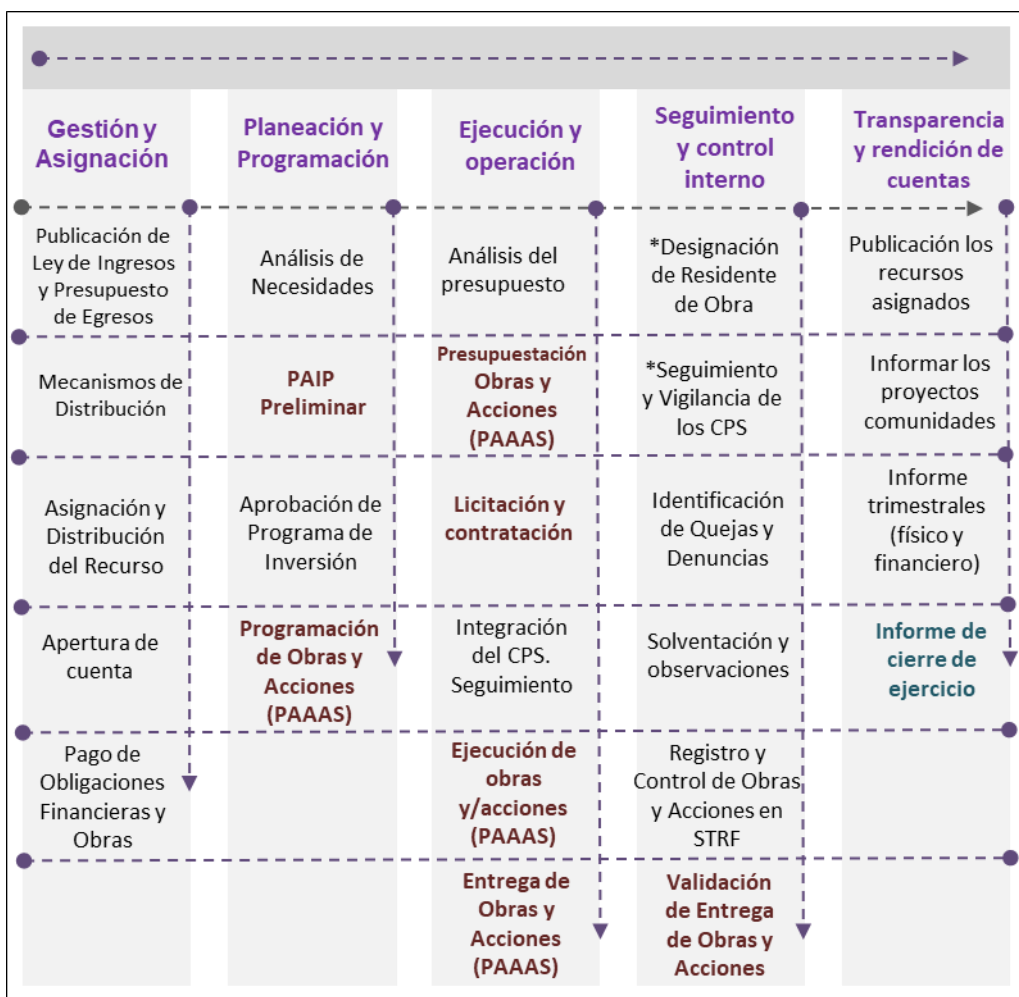 Gestión y
Asignación
Planeación y
Programación
Ejecución y
operación
Seguimiento
y control
interno
Transparencia
y rendición de
cuentas
Publicación de
Ley de Ingresos
y Presupuesto
de Egresos
Análisis de
Necesidades
Análisis del
presupuesto
*Designación
de Residente
de Obra
Publicación los
recursos
asignados
Mecanismos de
Distribución
PAIP
Preliminar
Presupuestación
Obras y
Acciones
(PAAAS)
*Seguimiento
y Vigilancia de
los CPS
Informar los
proyectos
comunidades
Asignación y
Distribución
del Recurso
Aprobación de
Programa de
Inversión
Licitación y
contratación
Identificación
de Quejas y
Denuncias
Informe
trimestrales
(físico y
financiero)
Apertura de
cuenta
Programación
de Obras y
Acciones
(PAAAS)
Integración
del CPS.
Seguimiento
Solventación y
observaciones
Informe de
cierre de
ejercicio
Pago de
Obligaciones
Financieras y
Obras
Ejecución de
obras
y/acciones
(PAAAS)
Registro y
Control de Obras
y Acciones en
STRF
Entrega de
Obras y
Acciones
(PAAAS)
Validación
de Entrega
de Obras y
Acciones